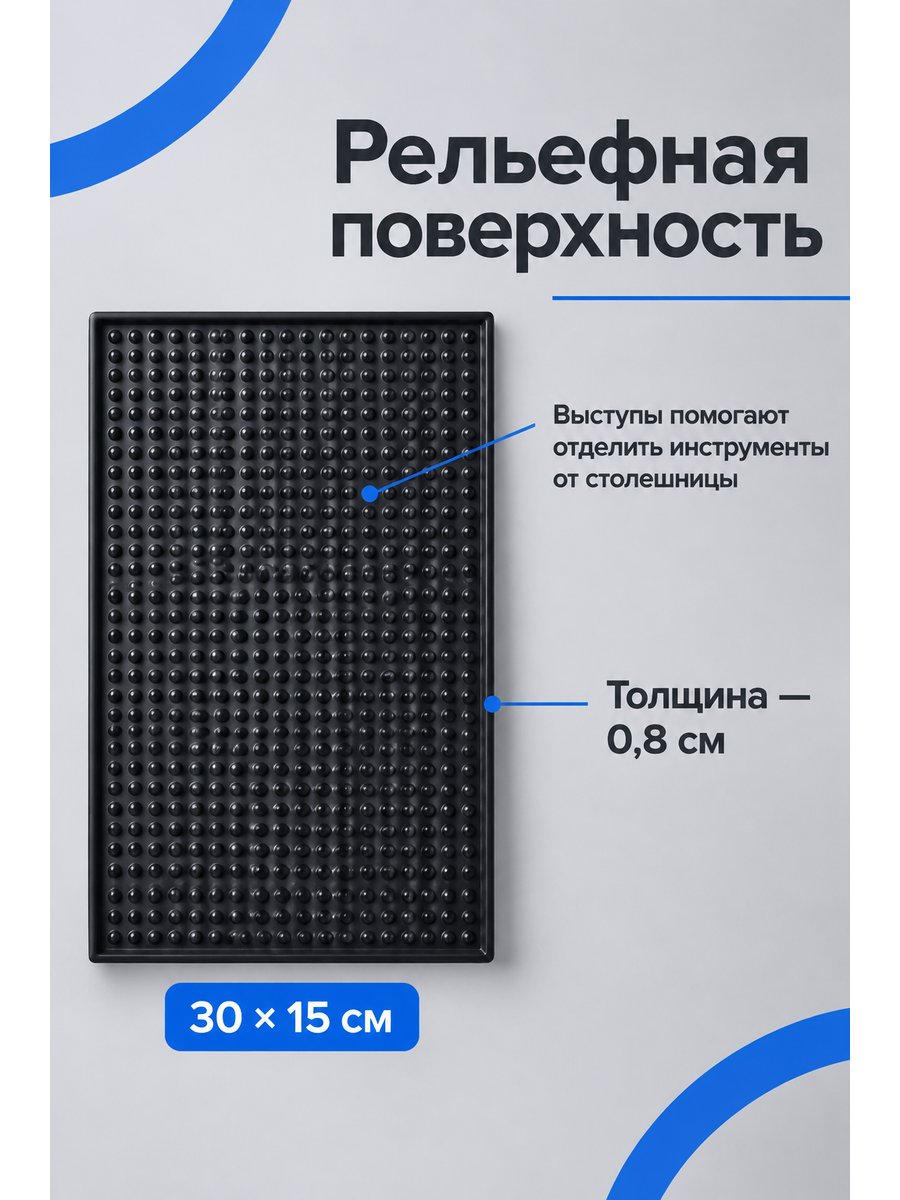 Рельефная
поверхность
Выступы помогают
отделить инструменты
от столешницы
Толщина —
0,8 см
30 × 15 см